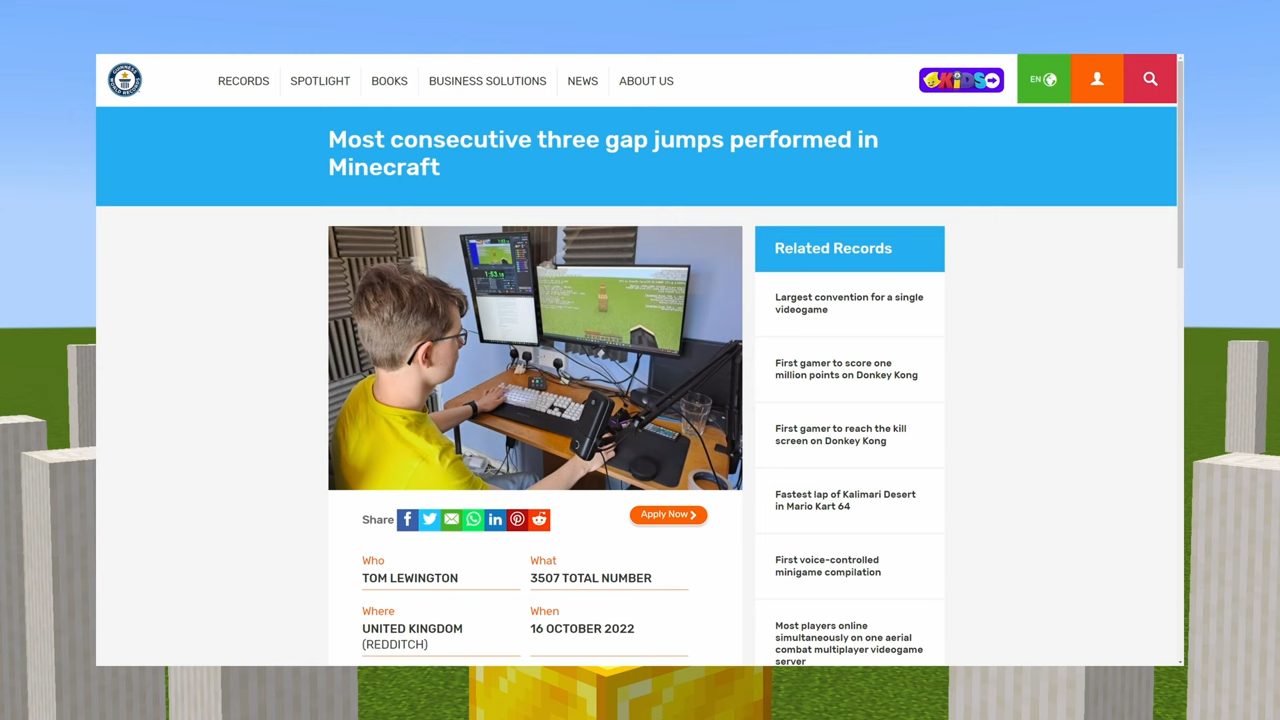 RECORDS
SPOTLIGHT
BOOKS
BUSINESS SOLUTIONS
NEWS
ABOUT US
KIDS
EN
Most consecutive three gap jumps performed in
Minecraft
Share
Apply Now
Who
What
TOM LEWINGTON
3507 TOTAL NUMBER
Where
When
UNITED KINGDOM
16 OCTOBER 2022
(REDDITCH)
Related Records
Largest convention for a single
videogame
First gamer to score one
million points on Donkey Kong
First gamer to reach the kill
screen on Donkey Kong
Fastest lap of Kalimari Desert
in Mario Kart 64
First voice-controlled
minigame compilation
Most players online
simultaneously on one aerial
combat multiplayer videogame
server